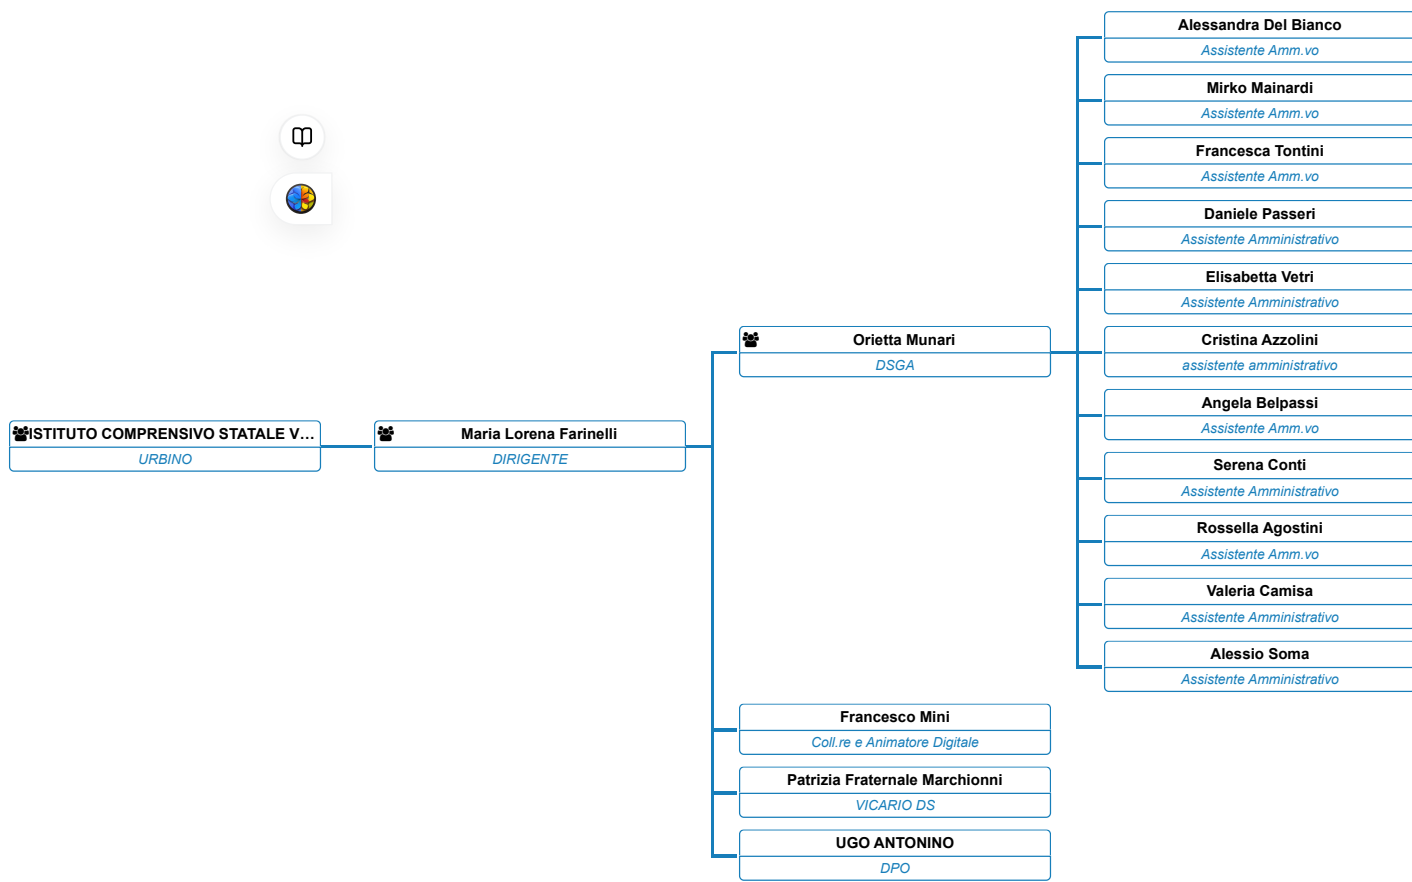 ISTITUTO COMPRENSIVO STATALE V...
URBINO
Maria Lorena Farinelli
DIRIGENTE
Orietta Munari
DSGA
Alessandra Del Bianco
Assistente Amm.vo
Mirko Mainardi
Assistente Amm.vo
Francesca Tontini
Assistente Amm.vo
Daniele Passeri
Assistente Amministrativo
Elisabetta Vetri
Assistente Amministrativo
Cristina Azzolini
assistente amministrativo
Angela Belpassi
Assistente Amm.vo
Serena Conti
Assistente Amministrativo
Rossella Agostini
Assistente Amm.vo
Valeria Camisa
Assistente Amministrativo
Alessio Soma
Assistente Amministrativo
Francesco Mini
Coll.re e Animatore Digitale
Patrizia Fraternale Marchionni
VICARIO DS
UGO ANTONINO
DPO